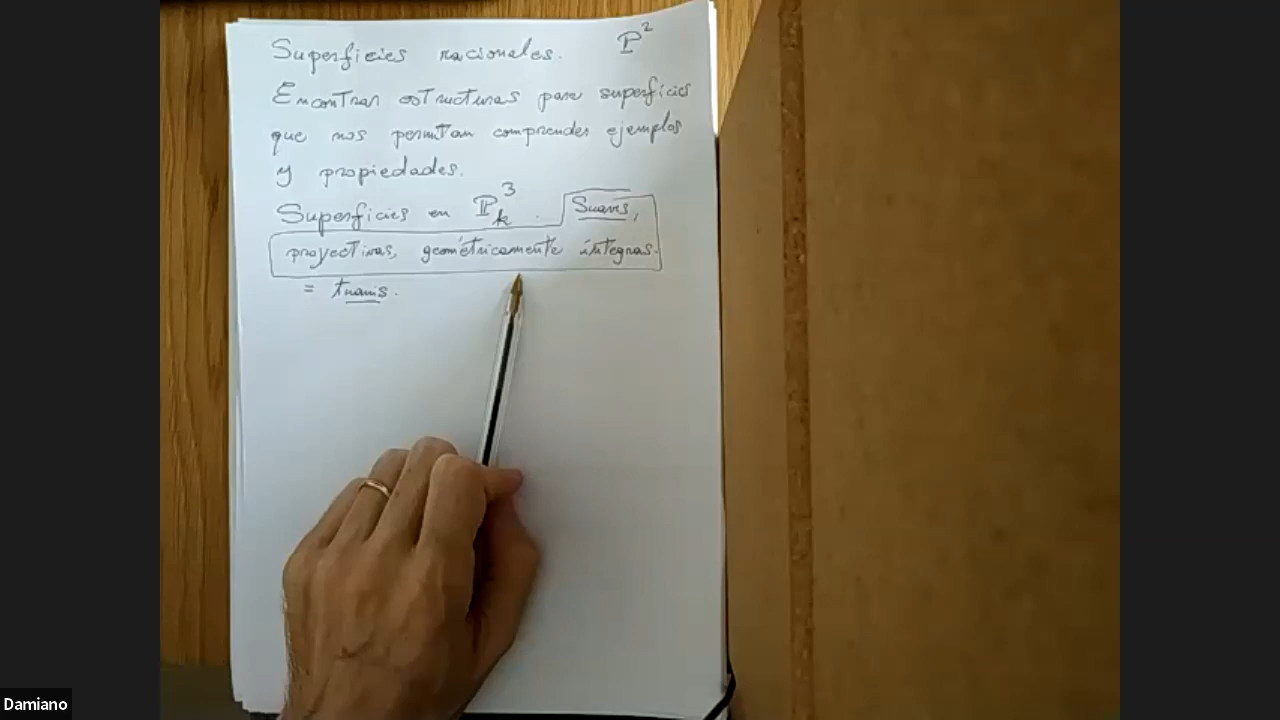 Superficies racionales. P²
Encontrar estructuras para superficies
que nos permitan comprender ejemplos
y propiedades.
Superficies en P³ₖ. Suaves,
proyectivas, geométricamente íntegras.
=
Damiano